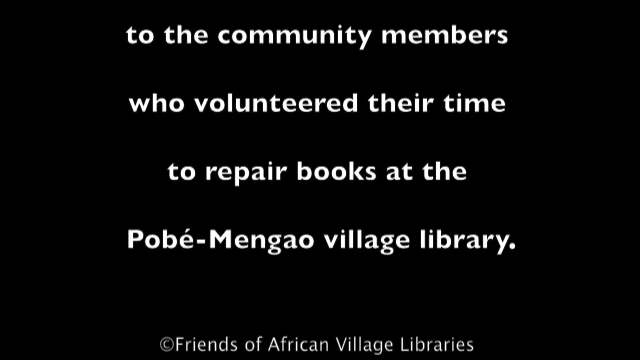 to the community members
who volunteered their time
to repair books at the
Pobé-Mengao village library.
©Friends of African Village Libraries